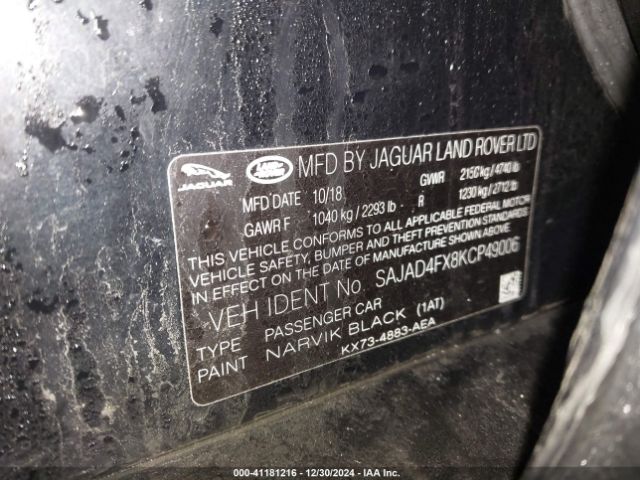 JAGUAR LAND ROVER MFD BY JAGUAR LAND ROVER LTD
MFD DATE 10/18 GVWR 2150kg / 4740 lb
GAWR F 1040 kg / 2293 lb R 1230 kg / 2712 lb
THIS VEHICLE CONFORMS TO ALL APPLICABLE FEDERAL MOTOR
VEHICLE SAFETY, BUMPER AND THEFT PREVENTION STANDARDS
IN EFFECT ON THE DATE OF MANUFACTURE SHOWN ABOVE.
VEH IDENT No. SAJAD4FX8KCP49006
TYPE PASSENGER CAR
PAINT NARVIK BLACK (1AT)
KX73-4883-AEA
000-41181216 - 12/30/2024 - IAA Inc.